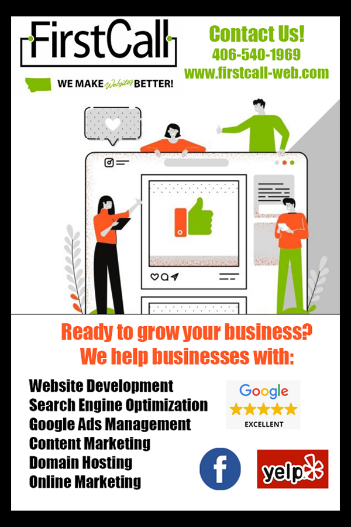 FirstCall
WE MAKE Websites BETTER!
Contact Us!
406-540-1969
www.firstcall-web.com
Ready to grow your business?
We help businesses with:
Website Development
Search Engine Optimization
Google Ads Management
Content Marketing
Domain Hosting
Online Marketing
Google
EXCELLENT
f
yelp